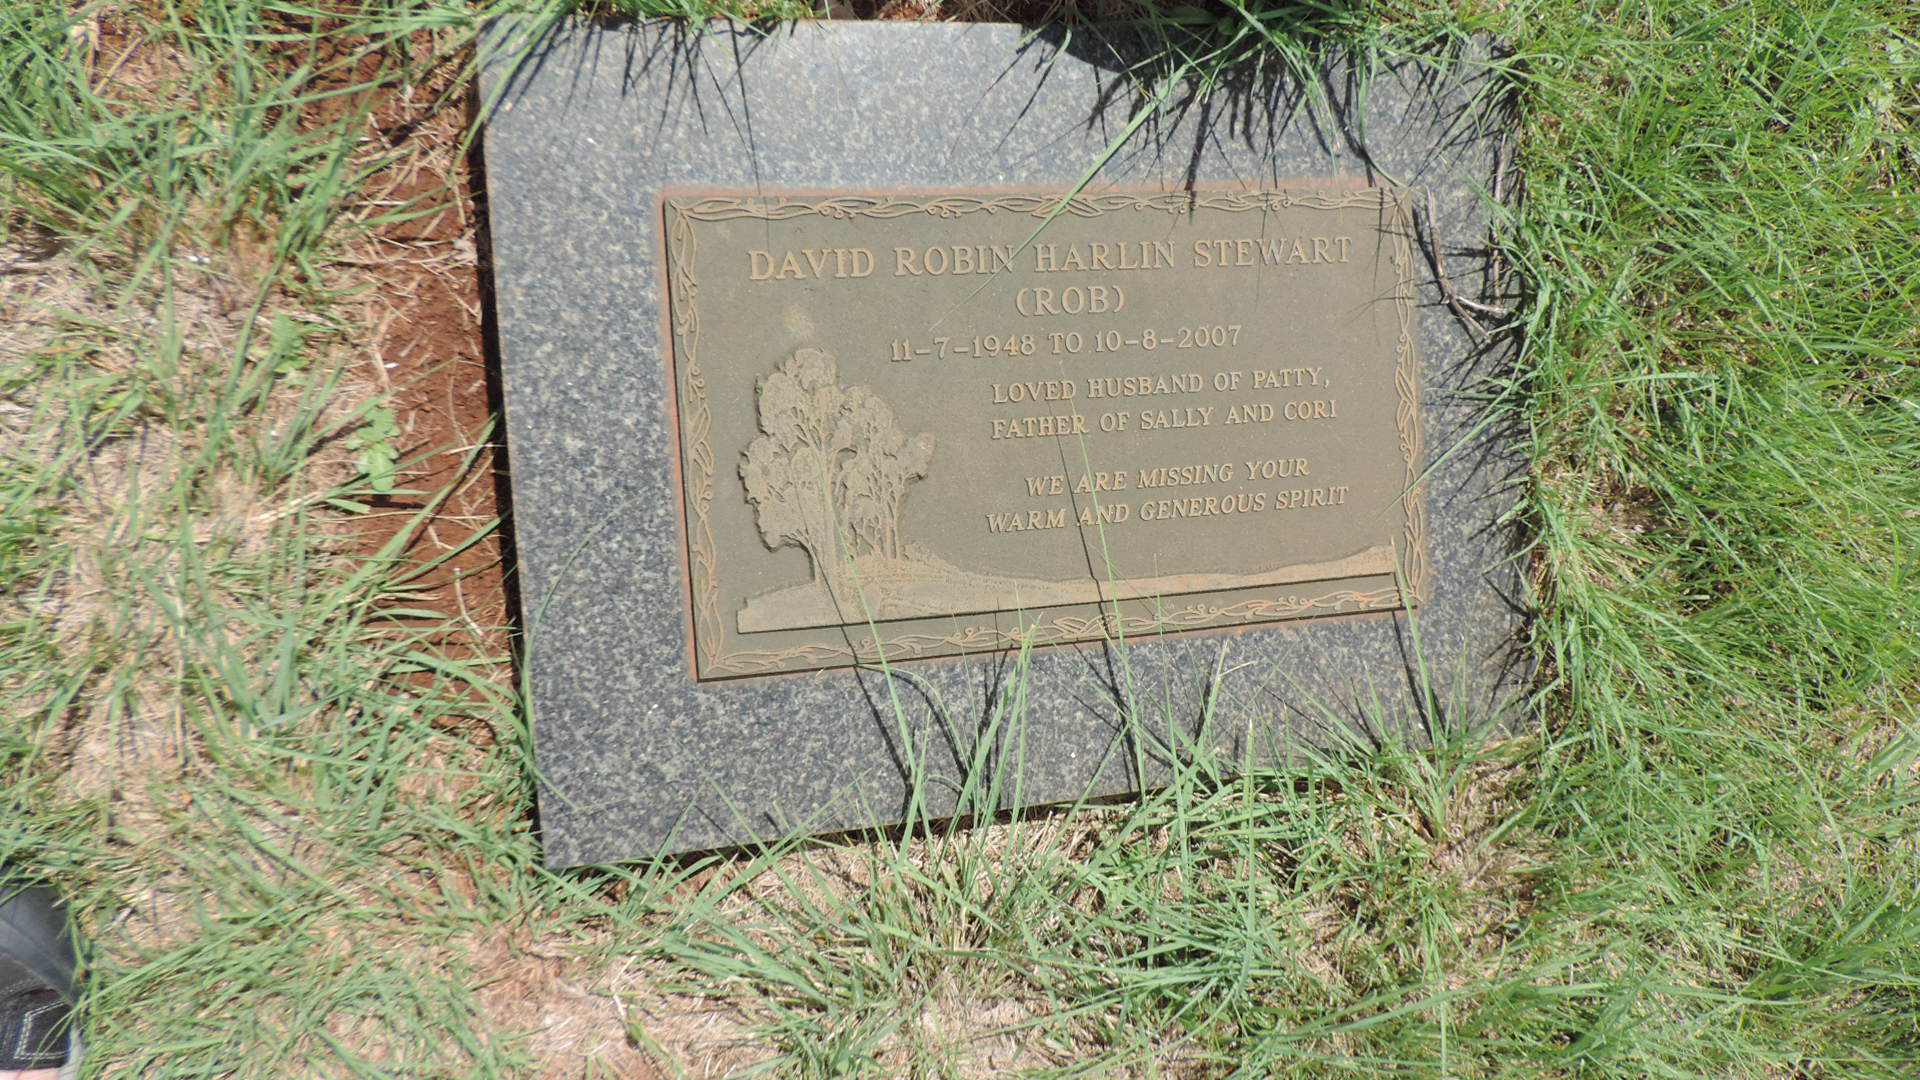 DAVID ROBIN HARLIN STEWART
(ROB)
11-7-1948 TO 10-8-2007
LOVED HUSBAND OF PATTY,
FATHER OF SALLY AND CORI
WE ARE MISSING YOUR
WARM AND GENEROUS SPIRIT